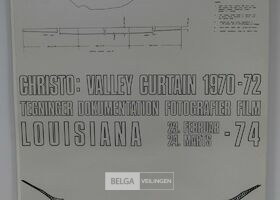 CHRISTO: VALLEY CURTAIN 1970-72
TEGNINGER DOKUMENTATION FOTOGRAFIER FILM
LOUISIANA 23. FEBRUAR 24. MARTS -74
BELGA VEILINGEN